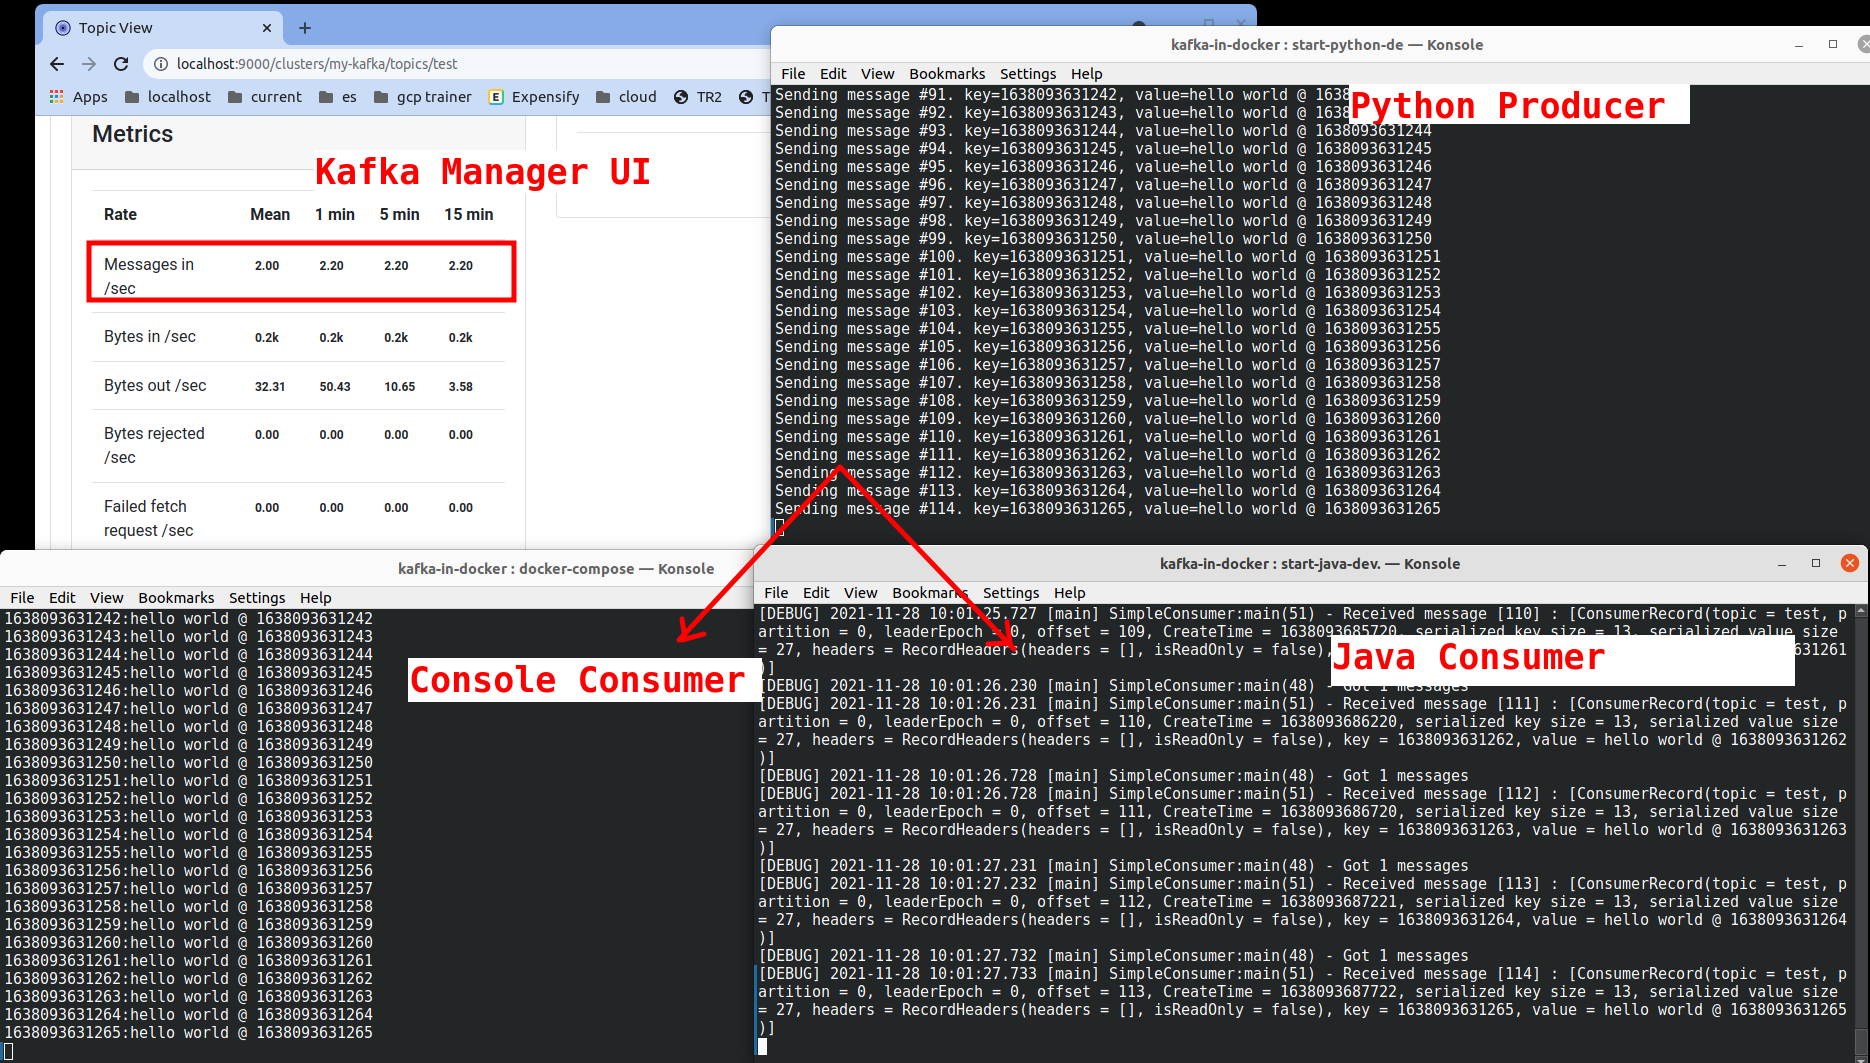 Topic View
localhost:9000/clusters/my-kafka/topics/test
Apps localhost current es gcp trainer Expensify cloud TR2 T
Metrics
Kafka Manager UI
Rate Mean 1 min 5 min 15 min
Messages in /sec 2.00 2.20 2.20 2.20
Bytes in /sec 0.2k 0.2k 0.2k 0.2k
Bytes out /sec 32.31 50.43 10.65 3.58
Bytes rejected /sec 0.00 0.00 0.00 0.00
Failed fetch request /sec 0.00 0.00 0.00 0.00
kafka-in-docker : start-python-de — Konsole
File Edit View Bookmarks Settings Help
Python Producer
Sending message #91. key=1638093631242, value=hello world @ 1638
Sending message #92. key=1638093631243, value=hello world @ 1638
Sending message #93. key=1638093631244, value=hello world @ 1638093631244
Sending message #94. key=1638093631245, value=hello world @ 1638093631245
Sending message #95. key=1638093631246, value=hello world @ 1638093631246
Sending message #96. key=1638093631247, value=hello world @ 1638093631247
Sending message #97. key=1638093631248, value=hello world @ 1638093631248
Sending message #98. key=1638093631249, value=hello world @ 1638093631249
Sending message #99. key=1638093631250, value=hello world @ 1638093631250
Sending message #100. key=1638093631251, value=hello world @ 1638093631251
Sending message #101. key=1638093631252, value=hello world @ 1638093631252
Sending message #102. key=1638093631253, value=hello world @ 1638093631253
Sending message #103. key=1638093631254, value=hello world @ 1638093631254
Sending message #104. key=1638093631255, value=hello world @ 1638093631255
Sending message #105. key=1638093631256, value=hello world @ 1638093631256
Sending message #106. key=1638093631257, value=hello world @ 1638093631257
Sending message #107. key=1638093631258, value=hello world @ 1638093631258
Sending message #108. key=1638093631259, value=hello world @ 1638093631259
Sending message #109. key=1638093631260, value=hello world @ 1638093631260
Sending message #110. key=1638093631261, value=hello world @ 1638093631261
Sending message #111. key=1638093631262, value=hello world @ 1638093631262
Sending message #112. key=1638093631263, value=hello world @ 1638093631263
Sending message #113. key=1638093631264, value=hello world @ 1638093631264
Sending message #114. key=1638093631265, value=hello world @ 1638093631265
kafka-in-docker : docker-compose — Konsole
File Edit View Bookmarks Settings Help
Console Consumer
1638093631242:hello world @ 1638093631242
1638093631243:hello world @ 1638093631243
1638093631244:hello world @ 1638093631244
1638093631245:hello world @ 1638093631245
1638093631246:hello world @ 1638093631246
1638093631247:hello world @ 1638093631247
1638093631248:hello world @ 1638093631248
1638093631249:hello world @ 1638093631249
1638093631250:hello world @ 1638093631250
1638093631251:hello world @ 1638093631251
1638093631252:hello world @ 1638093631252
1638093631253:hello world @ 1638093631253
1638093631254:hello world @ 1638093631254
1638093631255:hello world @ 1638093631255
1638093631256:hello world @ 1638093631256
1638093631257:hello world @ 1638093631257
1638093631258:hello world @ 1638093631258
1638093631259:hello world @ 1638093631259
1638093631260:hello world @ 1638093631260
1638093631261:hello world @ 1638093631261
1638093631262:hello world @ 1638093631262
1638093631263:hello world @ 1638093631263
1638093631264:hello world @ 1638093631264
1638093631265:hello world @ 1638093631265
kafka-in-docker : start-java-dev. — Konsole
File Edit View Bookmarks Settings Help
Java Consumer
[DEBUG] 2021-11-28 10:01:25.727 [main] SimpleConsumer:main(51) - Received message [110] : [ConsumerRecord(topic = test, p
artition = 0, leaderEpoch = 0, offset = 109, CreateTime = 1638093685720, serialized key size = 13, serialized value size
= 27, headers = RecordHeaders(headers = [], isReadOnly = false), 31261
)]
[DEBUG] 2021-11-28 10:01:26.230 [main] SimpleConsumer:main(48) - Got 1 messages
[DEBUG] 2021-11-28 10:01:26.231 [main] SimpleConsumer:main(51) - Received message [111] : [ConsumerRecord(topic = test, p
artition = 0, leaderEpoch = 0, offset = 110, CreateTime = 1638093686220, serialized key size = 13, serialized value size
= 27, headers = RecordHeaders(headers = [], isReadOnly = false), key = 1638093631262, value = hello world @ 1638093631262
)]
[DEBUG] 2021-11-28 10:01:26.728 [main] SimpleConsumer:main(48) - Got 1 messages
[DEBUG] 2021-11-28 10:01:26.728 [main] SimpleConsumer:main(51) - Received message [112] : [ConsumerRecord(topic = test, p
artition = 0, leaderEpoch = 0, offset = 111, CreateTime = 1638093686720, serialized key size = 13, serialized value size
= 27, headers = RecordHeaders(headers = [], isReadOnly = false), key = 1638093631263, value = hello world @ 1638093631263
)]
[DEBUG] 2021-11-28 10:01:27.231 [main] SimpleConsumer:main(48) - Got 1 messages
[DEBUG] 2021-11-28 10:01:27.232 [main] SimpleConsumer:main(51) - Received message [113] : [ConsumerRecord(topic = test, p
artition = 0, leaderEpoch = 0, offset = 112, CreateTime = 1638093687221, serialized key size = 13, serialized value size
= 27, headers = RecordHeaders(headers = [], isReadOnly = false), key = 1638093631264, value = hello world @ 1638093631264
)]
[DEBUG] 2021-11-28 10:01:27.732 [main] SimpleConsumer:main(48) - Got 1 messages
[DEBUG] 2021-11-28 10:01:27.733 [main] SimpleConsumer:main(51) - Received message [114] : [ConsumerRecord(topic = test, p
artition = 0, leaderEpoch = 0, offset = 113, CreateTime = 1638093687722, serialized key size = 13, serialized value size
= 27, headers = RecordHeaders(headers = [], isReadOnly = false), key = 1638093631265, value = hello world @ 1638093631265
)]